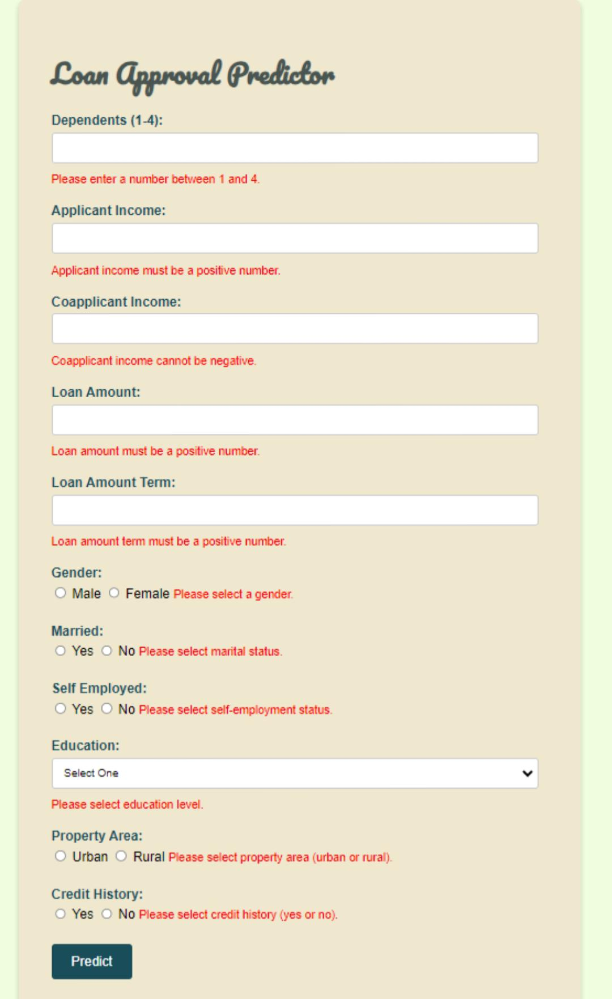 Loan Approval Predictor
Dependents (1-4):
Please enter a number between 1 and 4.
Applicant Income:
Applicant income must be a positive number.
Coapplicant Income:
Coapplicant income cannot be negative.
Loan Amount:
Loan amount must be a positive number.
Loan Amount Term:
Loan amount term must be a positive number.
Gender:
Male Female Please select a gender.
Married:
Yes No Please select marital status.
Self Employed:
Yes No Please select self-employment status.
Education:
Select One
Please select education level.
Property Area:
Urban Rural Please select property area (urban or rural).
Credit History:
Yes No Please select credit history (yes or no).
Predict